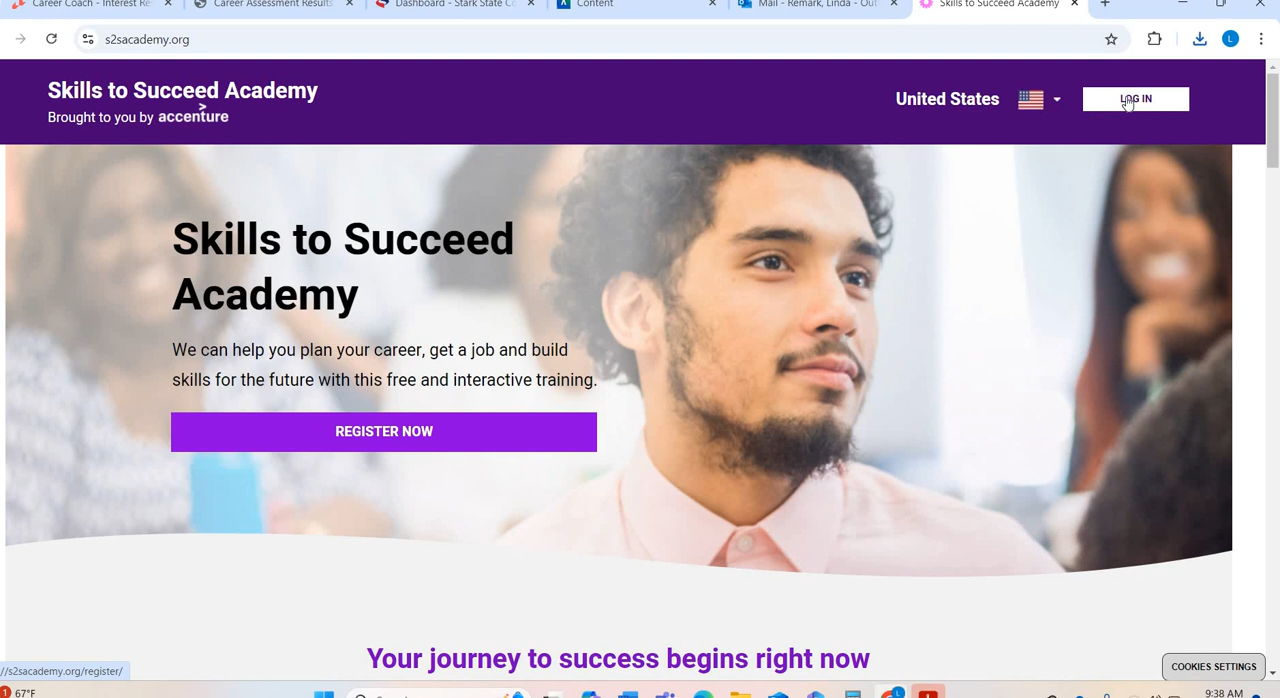 Career Coach - Interest Re
Career Assessment Results
Dashboard - Stark State Co
Content
Mail - Remark, Linda - Out
Skills to Succeed Academy
s2sacademy.org
L
Skills to Succeed Academy
Brought to you by accenture
United States
LOG IN
Skills to Succeed
Academy
We can help you plan your career, get a job and build
skills for the future with this free and interactive training.
REGISTER NOW
Your journey to success begins right now
COOKIES SETTINGS
//s2sacademy.org/register/
1
67°F
L
9:38 AM